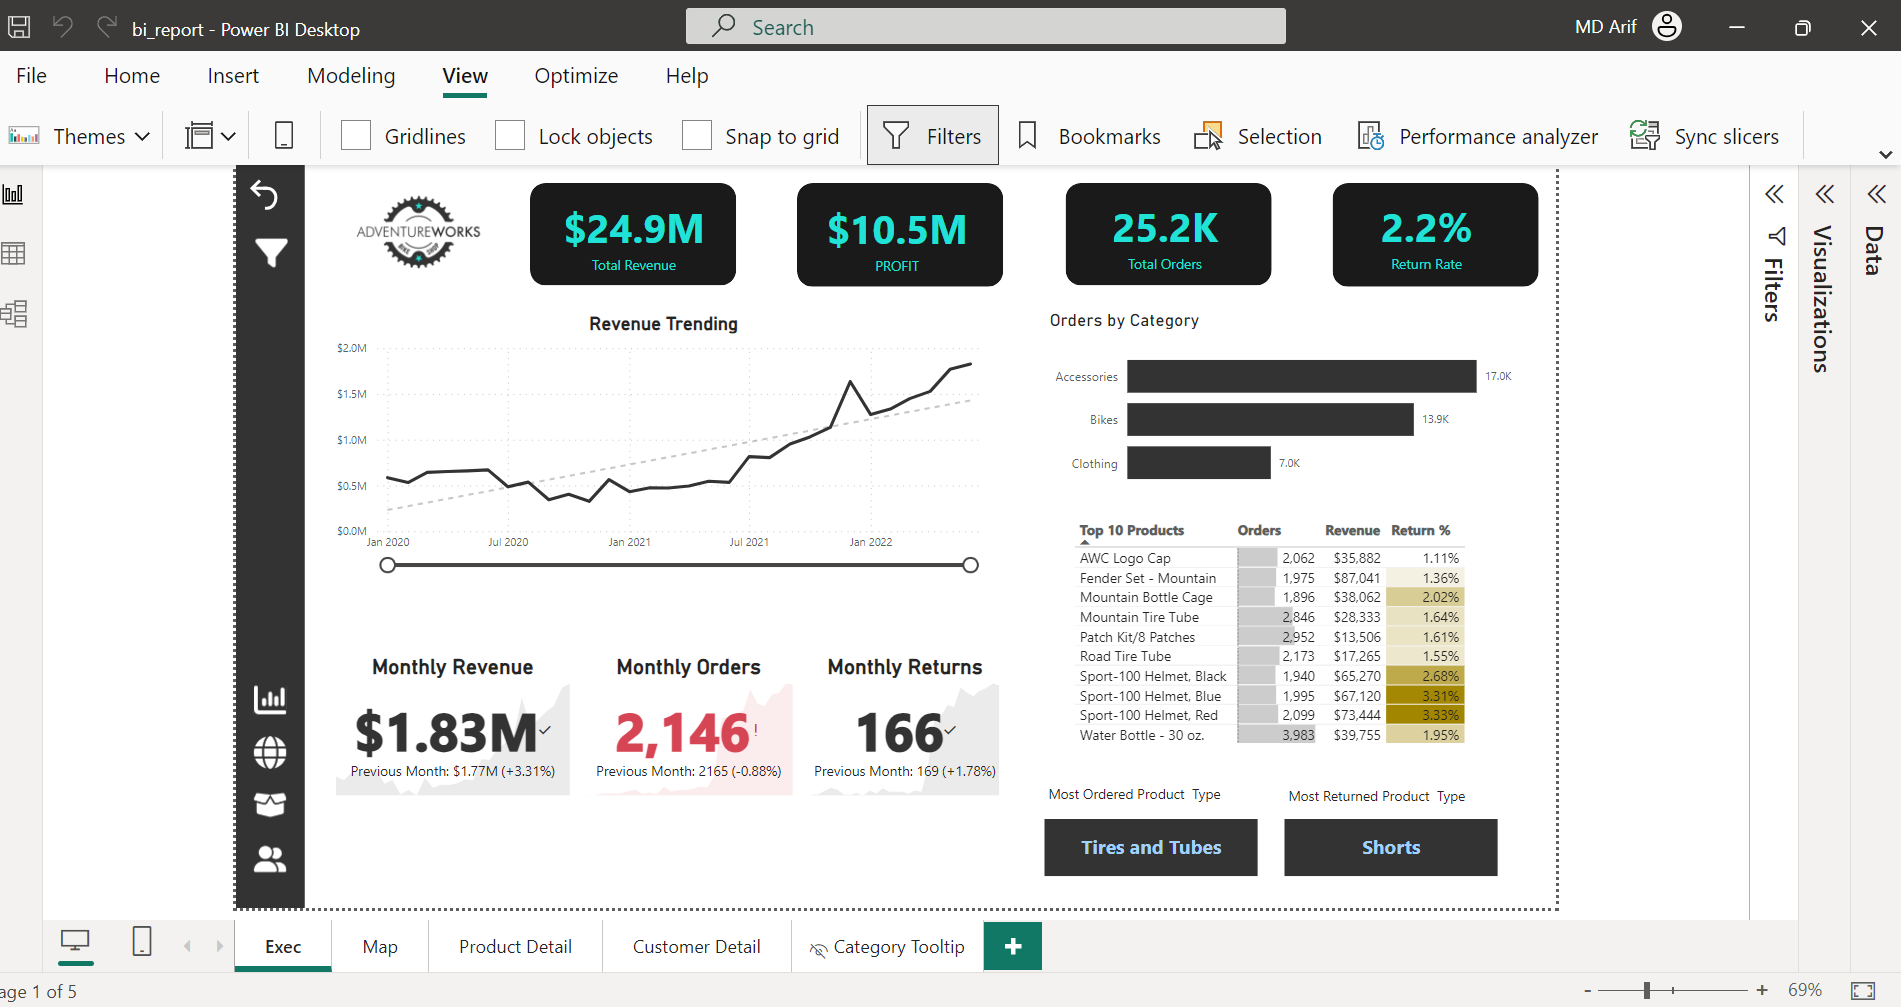 bi_report - Power BI Desktop
Search
MD Arif
File Home Insert Modeling View Optimize Help
Themes Gridlines Lock objects Snap to grid Filters Bookmarks Selection Performance analyzer Sync slicers
ADVENTUREWORKS
BIKE SHOP
$24.9M
Total Revenue
$10.5M
PROFIT
25.2K
Total Orders
2.2%
Return Rate
Filters
Visualizations
Data
Revenue Trending
$2.0M
$1.5M
$1.0M
$0.5M
$0.0M
Jan 2020 Jul 2020 Jan 2021 Jul 2021 Jan 2022
Orders by Category
Accessories 17.0K
Bikes 13.9K
Clothing 7.0K
Top 10 Products Orders Revenue Return %
AWC Logo Cap 2,062 $35,882 1.11%
Fender Set - Mountain 1,975 $87,041 1.36%
Mountain Bottle Cage 1,896 $38,062 2.02%
Mountain Tire Tube 2,846 $28,333 1.64%
Patch Kit/8 Patches 2,952 $13,506 1.61%
Road Tire Tube 2,173 $17,265 1.55%
Sport-100 Helmet, Black 1,940 $65,270 2.68%
Sport-100 Helmet, Blue 1,995 $67,120 3.31%
Sport-100 Helmet, Red 2,099 $73,444 3.33%
Water Bottle - 30 oz. 3,983 $39,755 1.95%
Monthly Revenue
$1.83M
Previous Month: $1.77M (+3.31%)
Monthly Orders
2,146!
Previous Month: 2165 (-0.88%)
Monthly Returns
166
Previous Month: 169 (+1.78%)
Most Ordered Product Type
Tires and Tubes
Most Returned Product Type
Shorts
Exec Map Product Detail Customer Detail Category Tooltip +
age 1 of 5
- + 69%